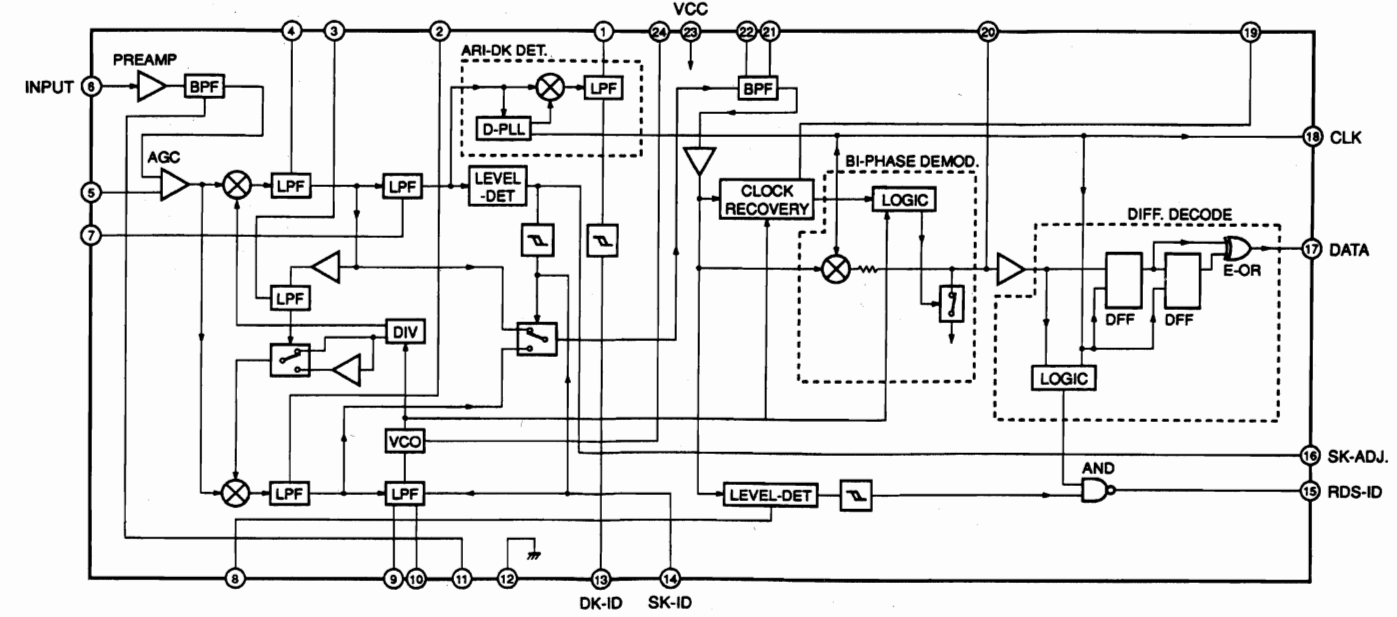 VCC
4
3
2
1
24
23
22
21
20
19
ARI-DK DET.
PREAMP
INPUT
6
BPF
LPF
BPF
D-PLL
18
CLK
AGC
BI-PHASE DEMOD.
5
LPF
LPF
LEVEL
-DET
CLOCK
RECOVERY
LOGIC
DIFF. DECODE
7
17
DATA
E-OR
LPF
DFF
DFF
DIV
LOGIC
VCO
16
SK-ADJ.
AND
LPF
LPF
LEVEL-DET
15
RDS-ID
8
9
10
11
12
13
14
DK-ID
SK-ID